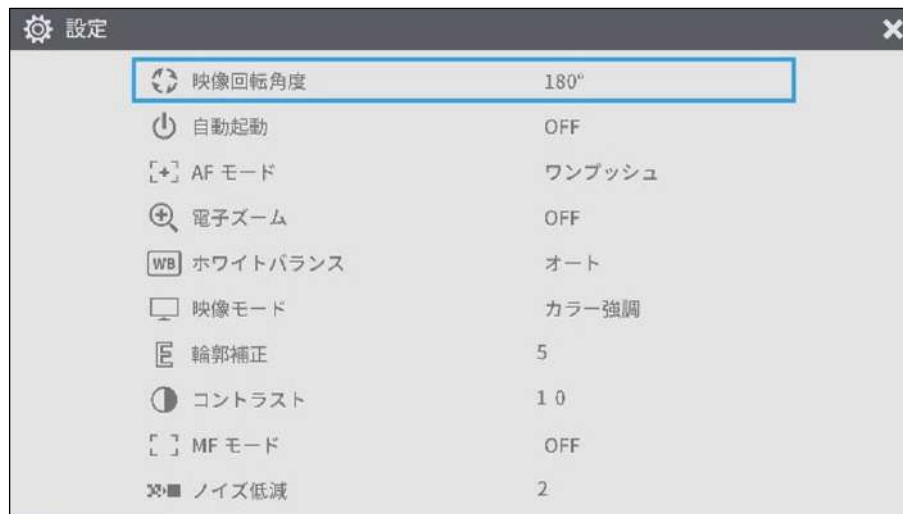 設定
映像回転角度 180°
自動起動 OFF
AF モード ワンプッシュ
電子ズーム OFF
WB ホワイトバランス オート
映像モード カラー強調
輪郭補正 5
コントラスト 1 0
MF モード OFF
ノイズ低減 2